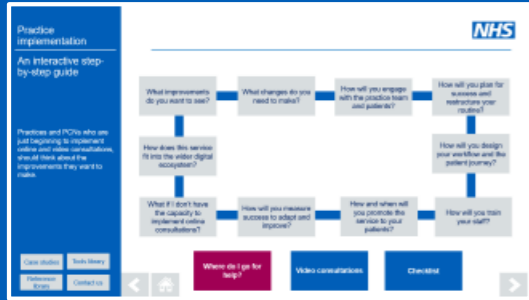 Practice
implementation
An interactive step-
by-step guide
Practices and PCNs who are
just beginning to implement
online and video consultations,
should think about the
improvements they want to
make.
Case studies
Tools library
Reference
library
Contact us
NHS
What improvements
do you want to see?
What changes do you
need to make?
How will you engage
with the practice team
and patients?
How will you plan for
success and
restructure your
routine?
How does this service
fit into the wider digital
ecosystem?
How will you design
your workflow and the
patient journey?
What if I don't have
the capacity to
implement online
consultations?
How will you measure
success to adapt and
improve?
How and when will
you promote the
service to your
patients?
How will you train
your staff?
Where do I go for
help?
Video consultations
Checklist